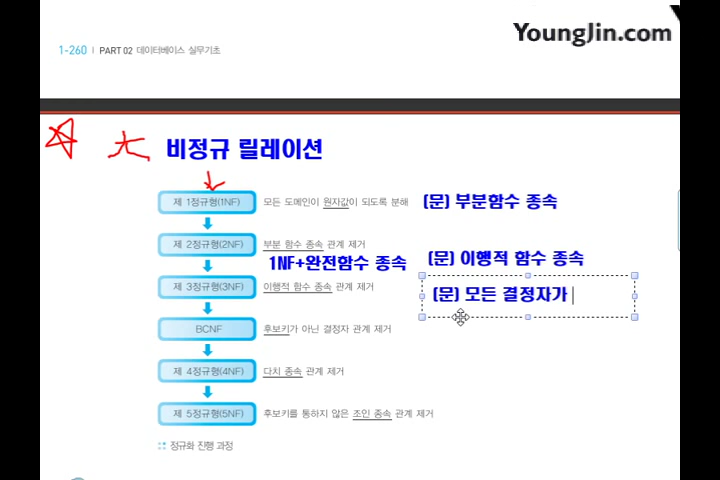 YoungJin.com
1-260 | PART 02 데이터베이스 실무기초
비정규 릴레이션
제 1정규형(1NF) 모든 도메인이 원자값이 되도록 분해 (문) 부분함수 종속
제 2정규형(2NF) 부분 함수 종속 관계 제거
1NF+완전함수 종속 (문) 이행적 함수 종속
제 3정규형(3NF) 이행적 함수 종속 관계 제거 (문) 모든 결정자가
BCNF 후보키가 아닌 결정자 관계 제거
제 4정규형(4NF) 다치 종속 관계 제거
제 5정규형(5NF) 후보키를 통하지 않은 조인 종속 관계 제거
정규화 진행 과정